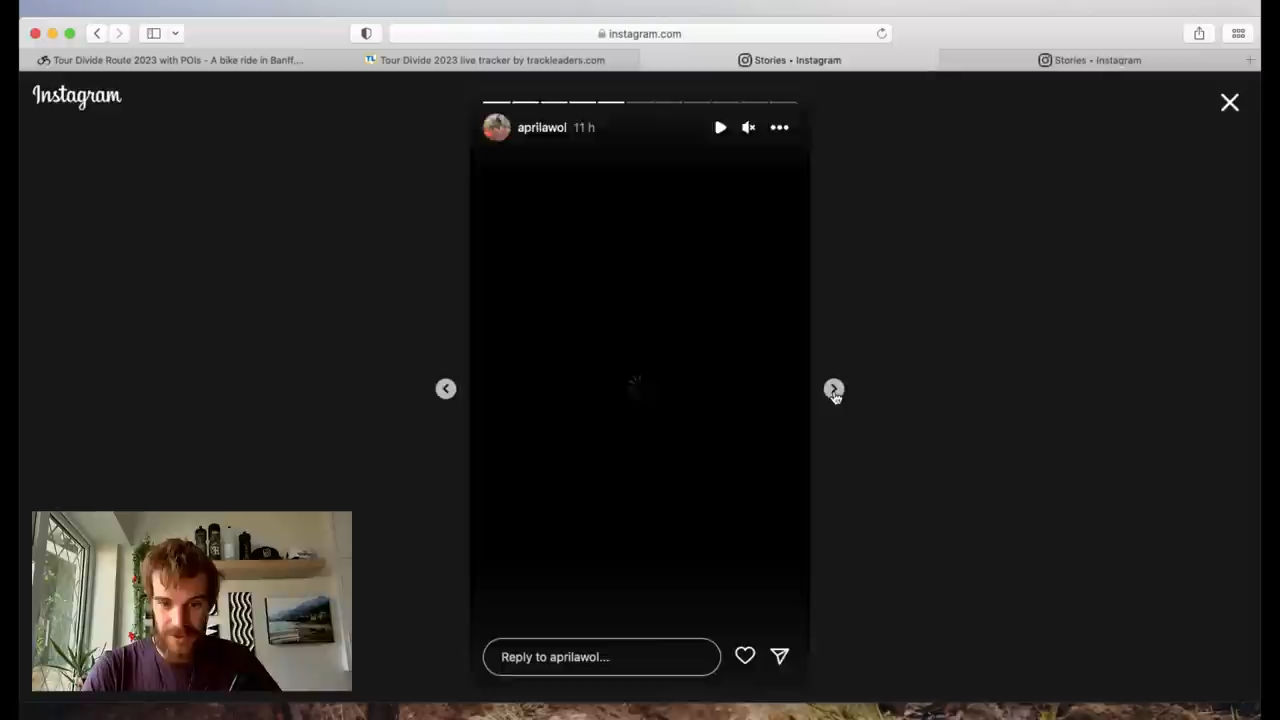 instagram.com
Tour Divide Route 2023 with POIs - A bike ride in Banff....
TL Tour Divide 2023 live tracker by trackleaders.com
Stories • Instagram
Stories • Instagram
Instagram
aprilawol 11 h
Reply to aprilawol...